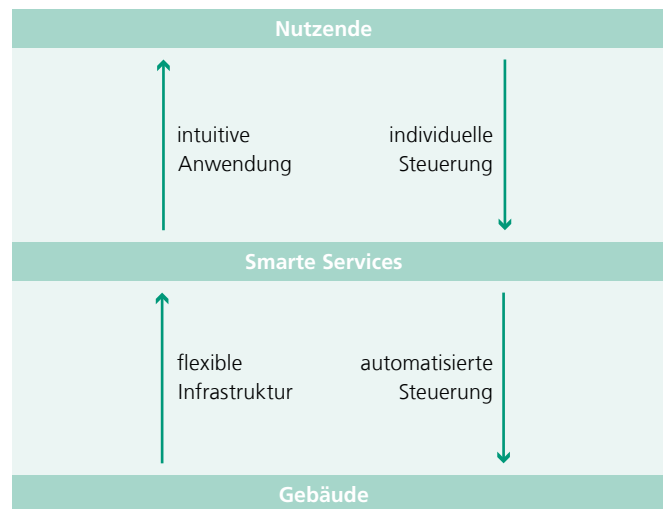 Nutzende
intuitive
Anwendung
individuelle
Steuerung
Smarte Services
flexible
Infrastruktur
automatisierte
Steuerung
Gebäude